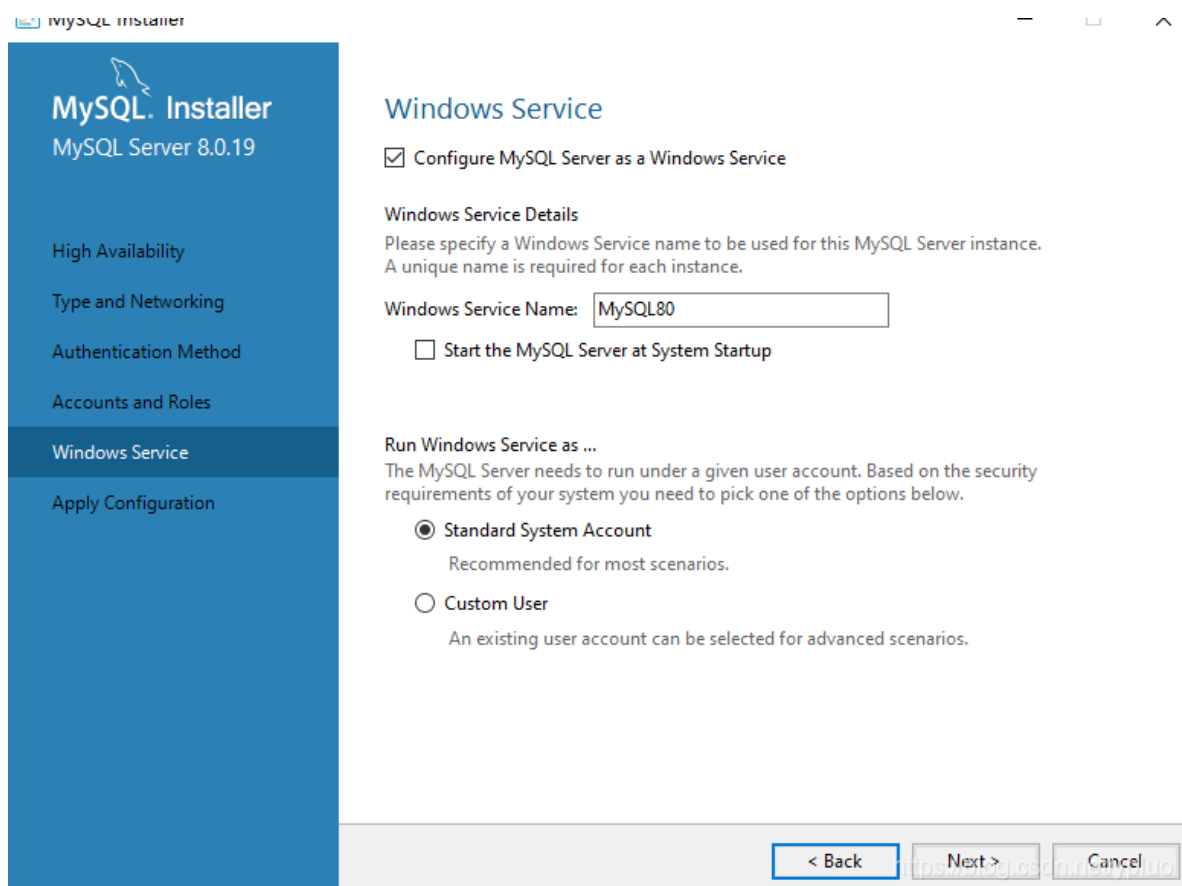 MySQL Installer
MySQL. Installer
MySQL Server 8.0.19
High Availability
Type and Networking
Authentication Method
Accounts and Roles
Windows Service
Apply Configuration
Windows Service
Configure MySQL Server as a Windows Service
Windows Service Details
Please specify a Windows Service name to be used for this MySQL Server instance.
A unique name is required for each instance.
Windows Service Name: MySQL80
Start the MySQL Server at System Startup
Run Windows Service as ...
The MySQL Server needs to run under a given user account. Based on the security
requirements of your system you need to pick one of the options below.
Standard System Account
Recommended for most scenarios.
Custom User
An existing user account can be selected for advanced scenarios.
< Back Next > Cancel